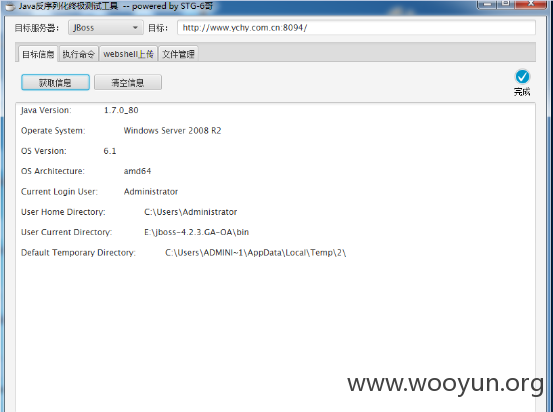 Java反序列化终极测试工具 -- powered by STG-6哥
目标服务器: JBoss 目标: http://www.ychy.com.cn:8094/
目标信息 执行命令 webshell上传 文件管理
获取信息 清空信息 完成
Java Version: 1.7.0_80
Operate System: Windows Server 2008 R2
OS Version: 6.1
OS Architecture: amd64
Current Login User: Administrator
User Home Directory: C:\Users\Administrator
User Current Directory: E:\jboss-4.2.3.GA-OA\bin
Default Temporary Directory: C:\Users\ADMINI~1\AppData\Local\Temp\2\
www.wooyun.org